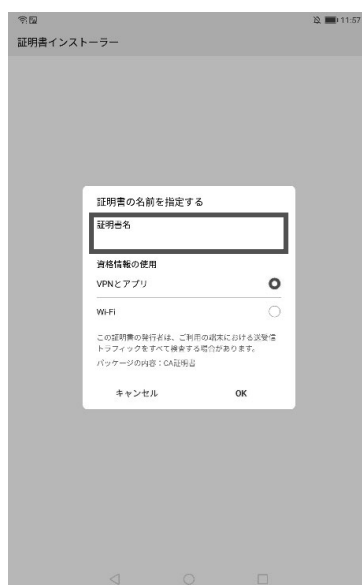 11:57
証明書インストーラー
証明書の名前を指定する
証明書名
資格情報の使用
VPNとアプリ
Wi-Fi
この証明書の発行者は、ご利用の端末における送受信
トラフィックをすべて検査する場合があります。
パッケージの内容：CA証明書
キャンセル OK